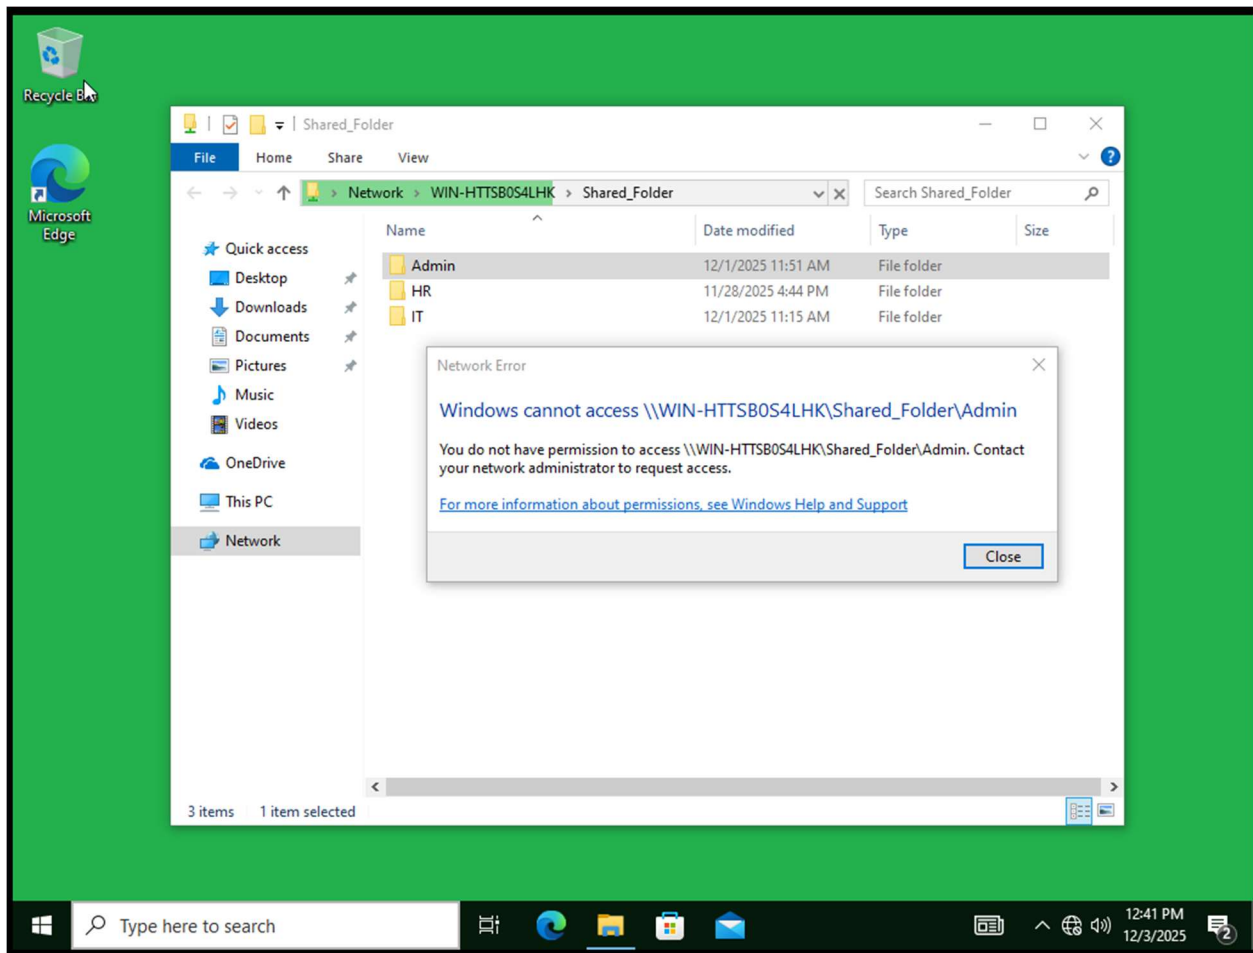 Recycle Bin
Microsoft
Edge
Shared_Folder
File Home Share View
Network > WIN-HTTSB0S4LHK > Shared_Folder
Search Shared_Folder
Name Date modified Type Size
Quick access
Desktop
Downloads
Documents
Pictures
Music
Videos
OneDrive
This PC
Network
Admin 12/1/2025 11:51 AM File folder
HR 11/28/2025 4:44 PM File folder
IT 12/1/2025 11:15 AM File folder
Network Error
Windows cannot access \\WIN-HTTSB0S4LHK\Shared_Folder\Admin
You do not have permission to access \\WIN-HTTSB0S4LHK\Shared_Folder\Admin. Contact
your network administrator to request access.
For more information about permissions, see Windows Help and Support
Close
3 items 1 item selected
Type here to search
12:41 PM
12/3/2025
2